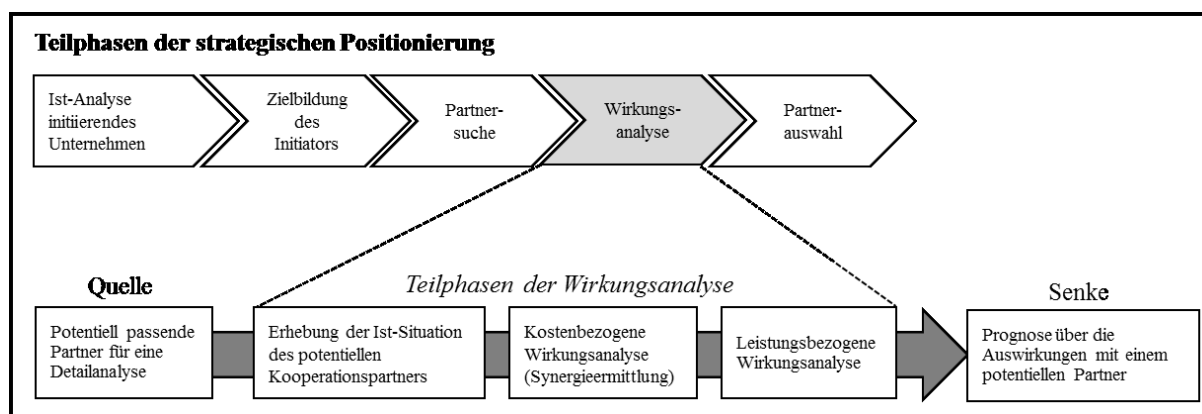 Teilphasen der strategischen Positionierung
Ist-Analyse
initiierendes
Unternehmen
Zielbildung
des
Initiators
Partner-
suche
Wirkungs-
analyse
Partner-
auswahl
Quelle
Teilphasen der Wirkungsanalyse
Senke
Potentiell passende
Partner für eine
Detailanalyse
Erhebung der Ist-Situation
des potentiellen
Kooperationspartners
Kostenbezogene
Wirkungsanalyse
(Synergieermittlung)
Leistungsbezogene
Wirkungsanalyse
Prognose über die
Auswirkungen mit einem
potentiellen Partner